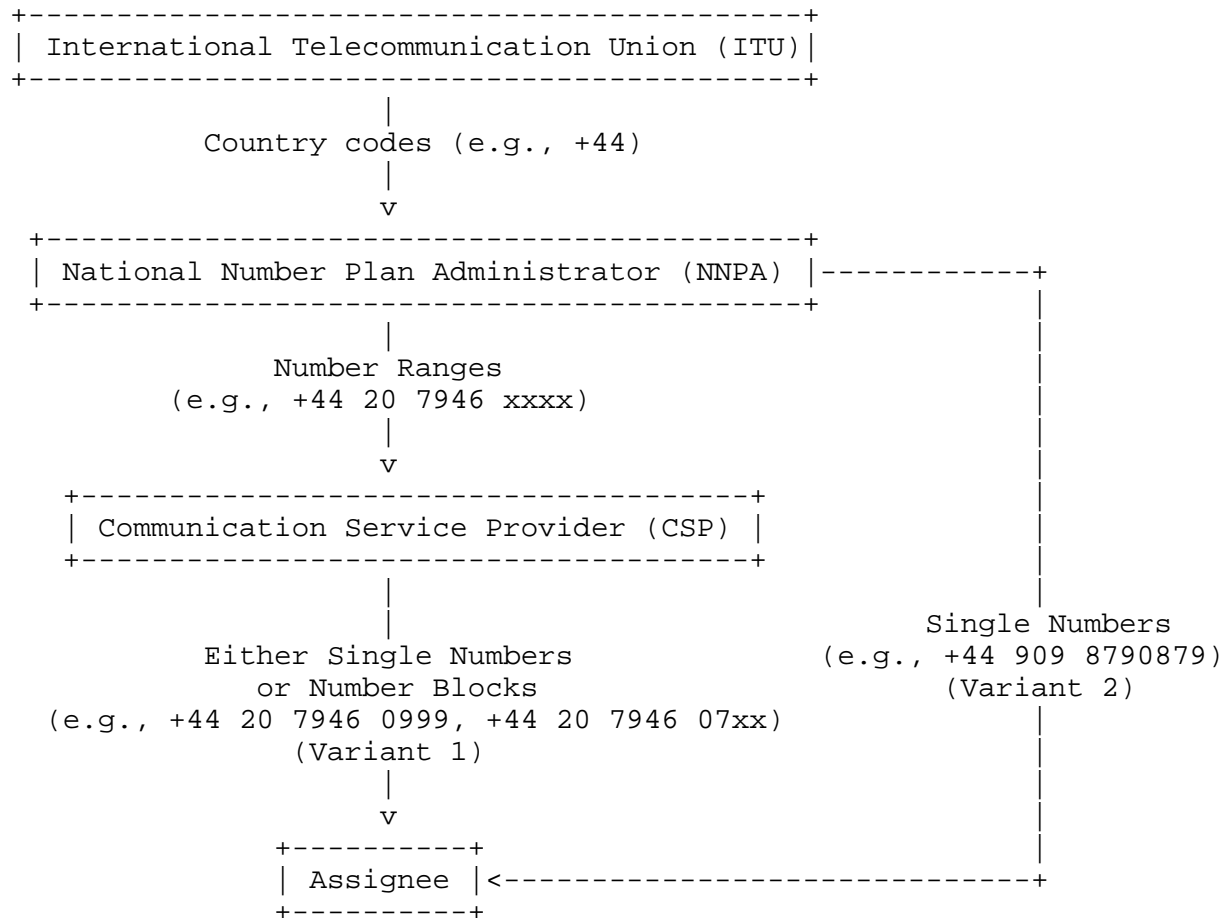 International Telecommunication Union (ITU)
Country codes (e.g., +44)
National Number Plan Administrator (NNPA)
Number Ranges
(e.g., +44 20 7946 xxxx)
Communication Service Provider (CSP)
Either Single Numbers
or Number Blocks
(e.g., +44 20 7946 0999, +44 20 7946 07xx)
(Variant 1)
Single Numbers
(e.g., +44 909 8790879)
(Variant 2)
Assignee